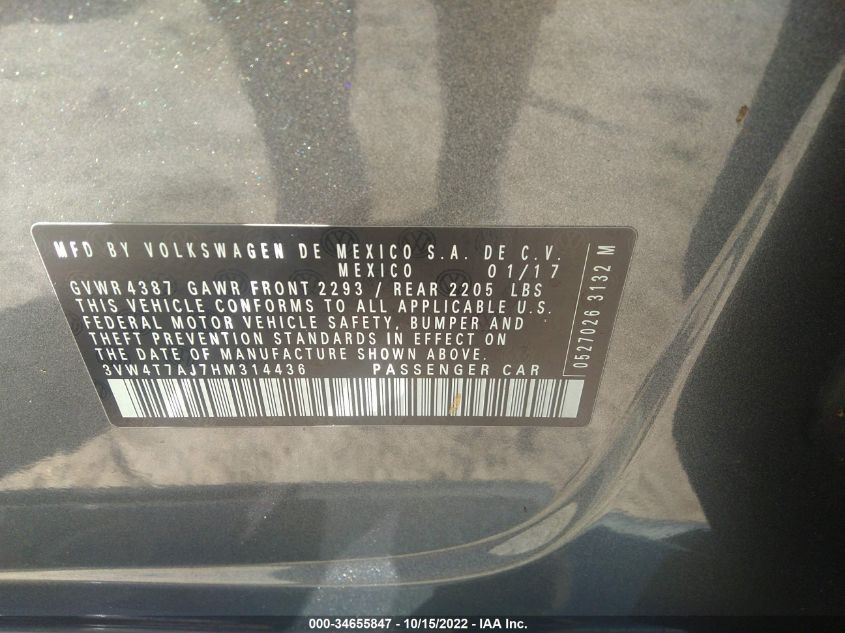 MFD BY VOLKSWAGEN DE MEXICO S.A. DE C.V.
MEXICO 01/17
GVWR 4387 GAWR FRONT 2293 / REAR 2205 LBS
THIS VEHICLE CONFORMS TO ALL APPLICABLE U.S.
FEDERAL MOTOR VEHICLE SAFETY, BUMPER AND
THEFT PREVENTION STANDARDS IN EFFECT ON
THE DATE OF MANUFACTURE SHOWN ABOVE.
3VW4T7AJ7HM314436 PASSENGER CAR
0527026 3132 M
000-34655847 - 10/15/2022 - IAA Inc.